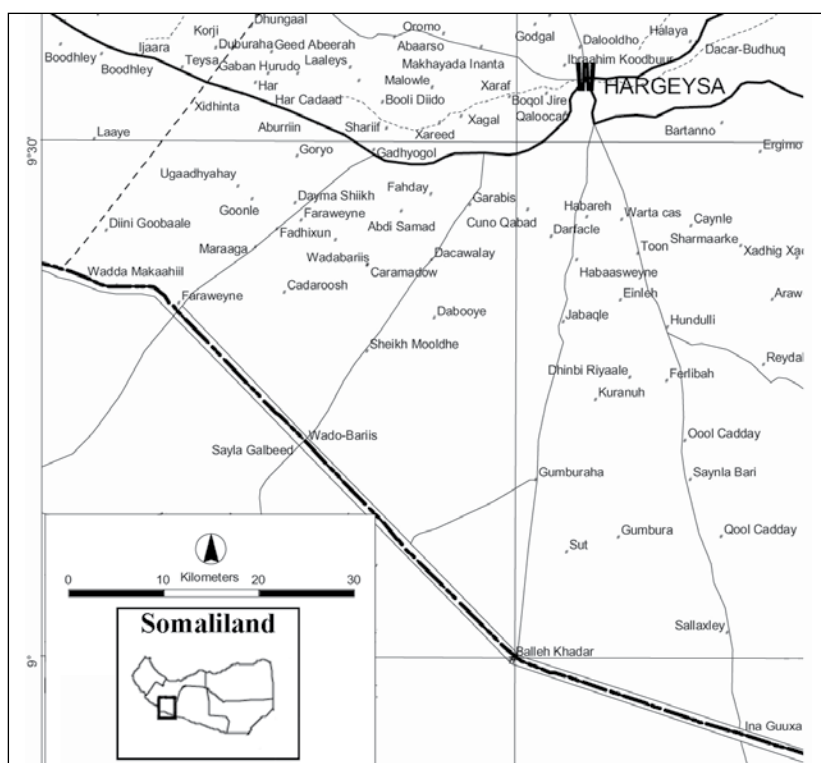 Dhungaal
Korji
Oromo
Godgal
Halaya
Ijaara
Duburaha
Geed Abeerah
Abaarso
Dalooldho
Dacar-Budhuq
Boodhley
Boodhley
Teysa
Gaban Hurudo
Laaleys
Makhayada Inanta
Ibraahim Koodbuur
Har
Malowle
Xaraf
HARGEYSA
Xidhinta
Har Cadaad
Booli Diido
Boqol Jire
Laaye
Aburriin
Shariif
Xareed
Xagal
Qaloocat
Bartanno
9°30'
Goryo
Gadhyogol
Ergimo
Ugaadhyahay
Goonle
Dayma Shiikh
Fahday
Garabis
Habareh
Warta cas
Faraweyne
Abdi Samad
Cuno Qabad
Caynle
Diini Goobaale
Fadhixun
Darfacle
Sharmaarke
Maraaga
Wadabariis
Dacawalay
Toon
Xadhig Xa
Wadda Makaahiil
Caramadow
Habaasweyne
Faraweyne
Cadaroosh
Einleh
Araw
Dabooye
Jabaqle
Hundulli
Sheikh Mooldhe
Reydal
Dhinbi Riyaale
Ferlibah
Kuranuh
Wado-Bariis
Oool Cadday
Sayla Galbeed
Gumburaha
Saynla Bari
Gumbura
Qool Cadday
Sut
0 10 20 30
Kilometers
Somaliland
Sallaxley
9°
Balleh Khadar
Ina Guuxa